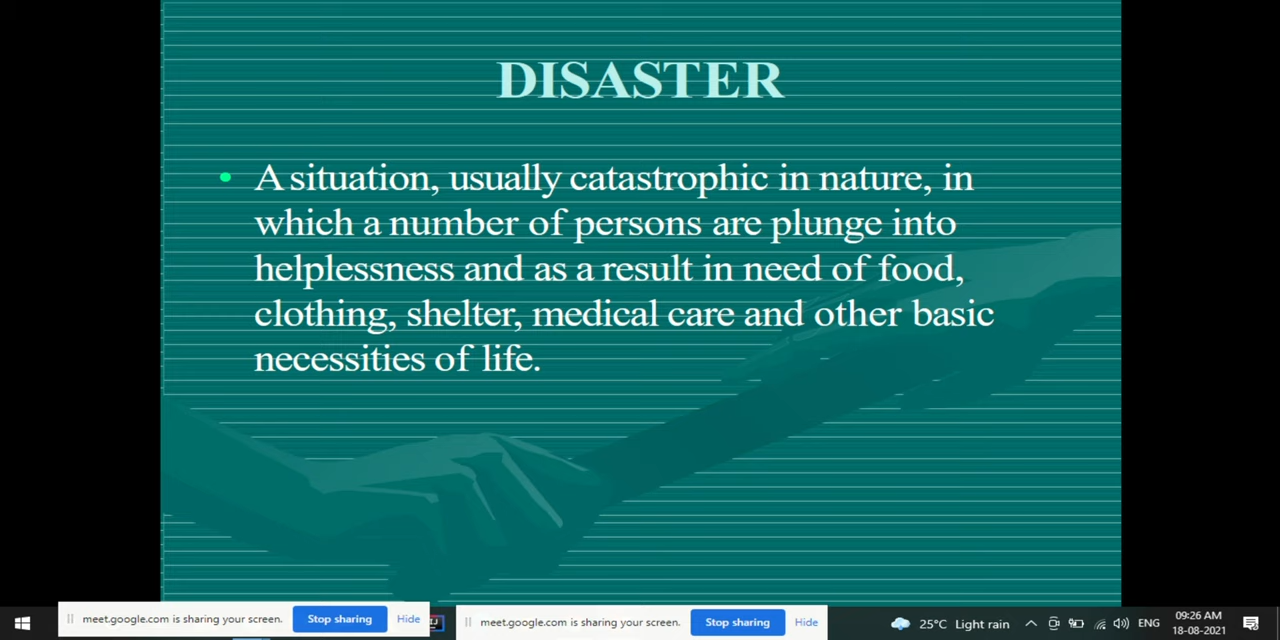 DISASTER
• A situation, usually catastrophic in nature, in
which a number of persons are plunge into
helplessness and as a result in need of food,
clothing, shelter, medical care and other basic
necessities of life.
meet.google.com is sharing your screen. Stop sharing Hide
meet.google.com is sharing your screen. Stop sharing Hide
25°C Light rain
ENG
09:26 AM
18-08-2021